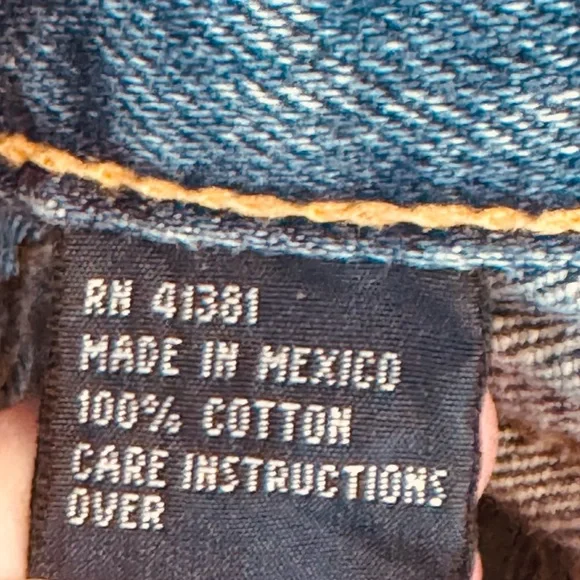 RN 41381
MADE IN MEXICO
100% COTTON
CARE INSTRUCTIONS
OVER